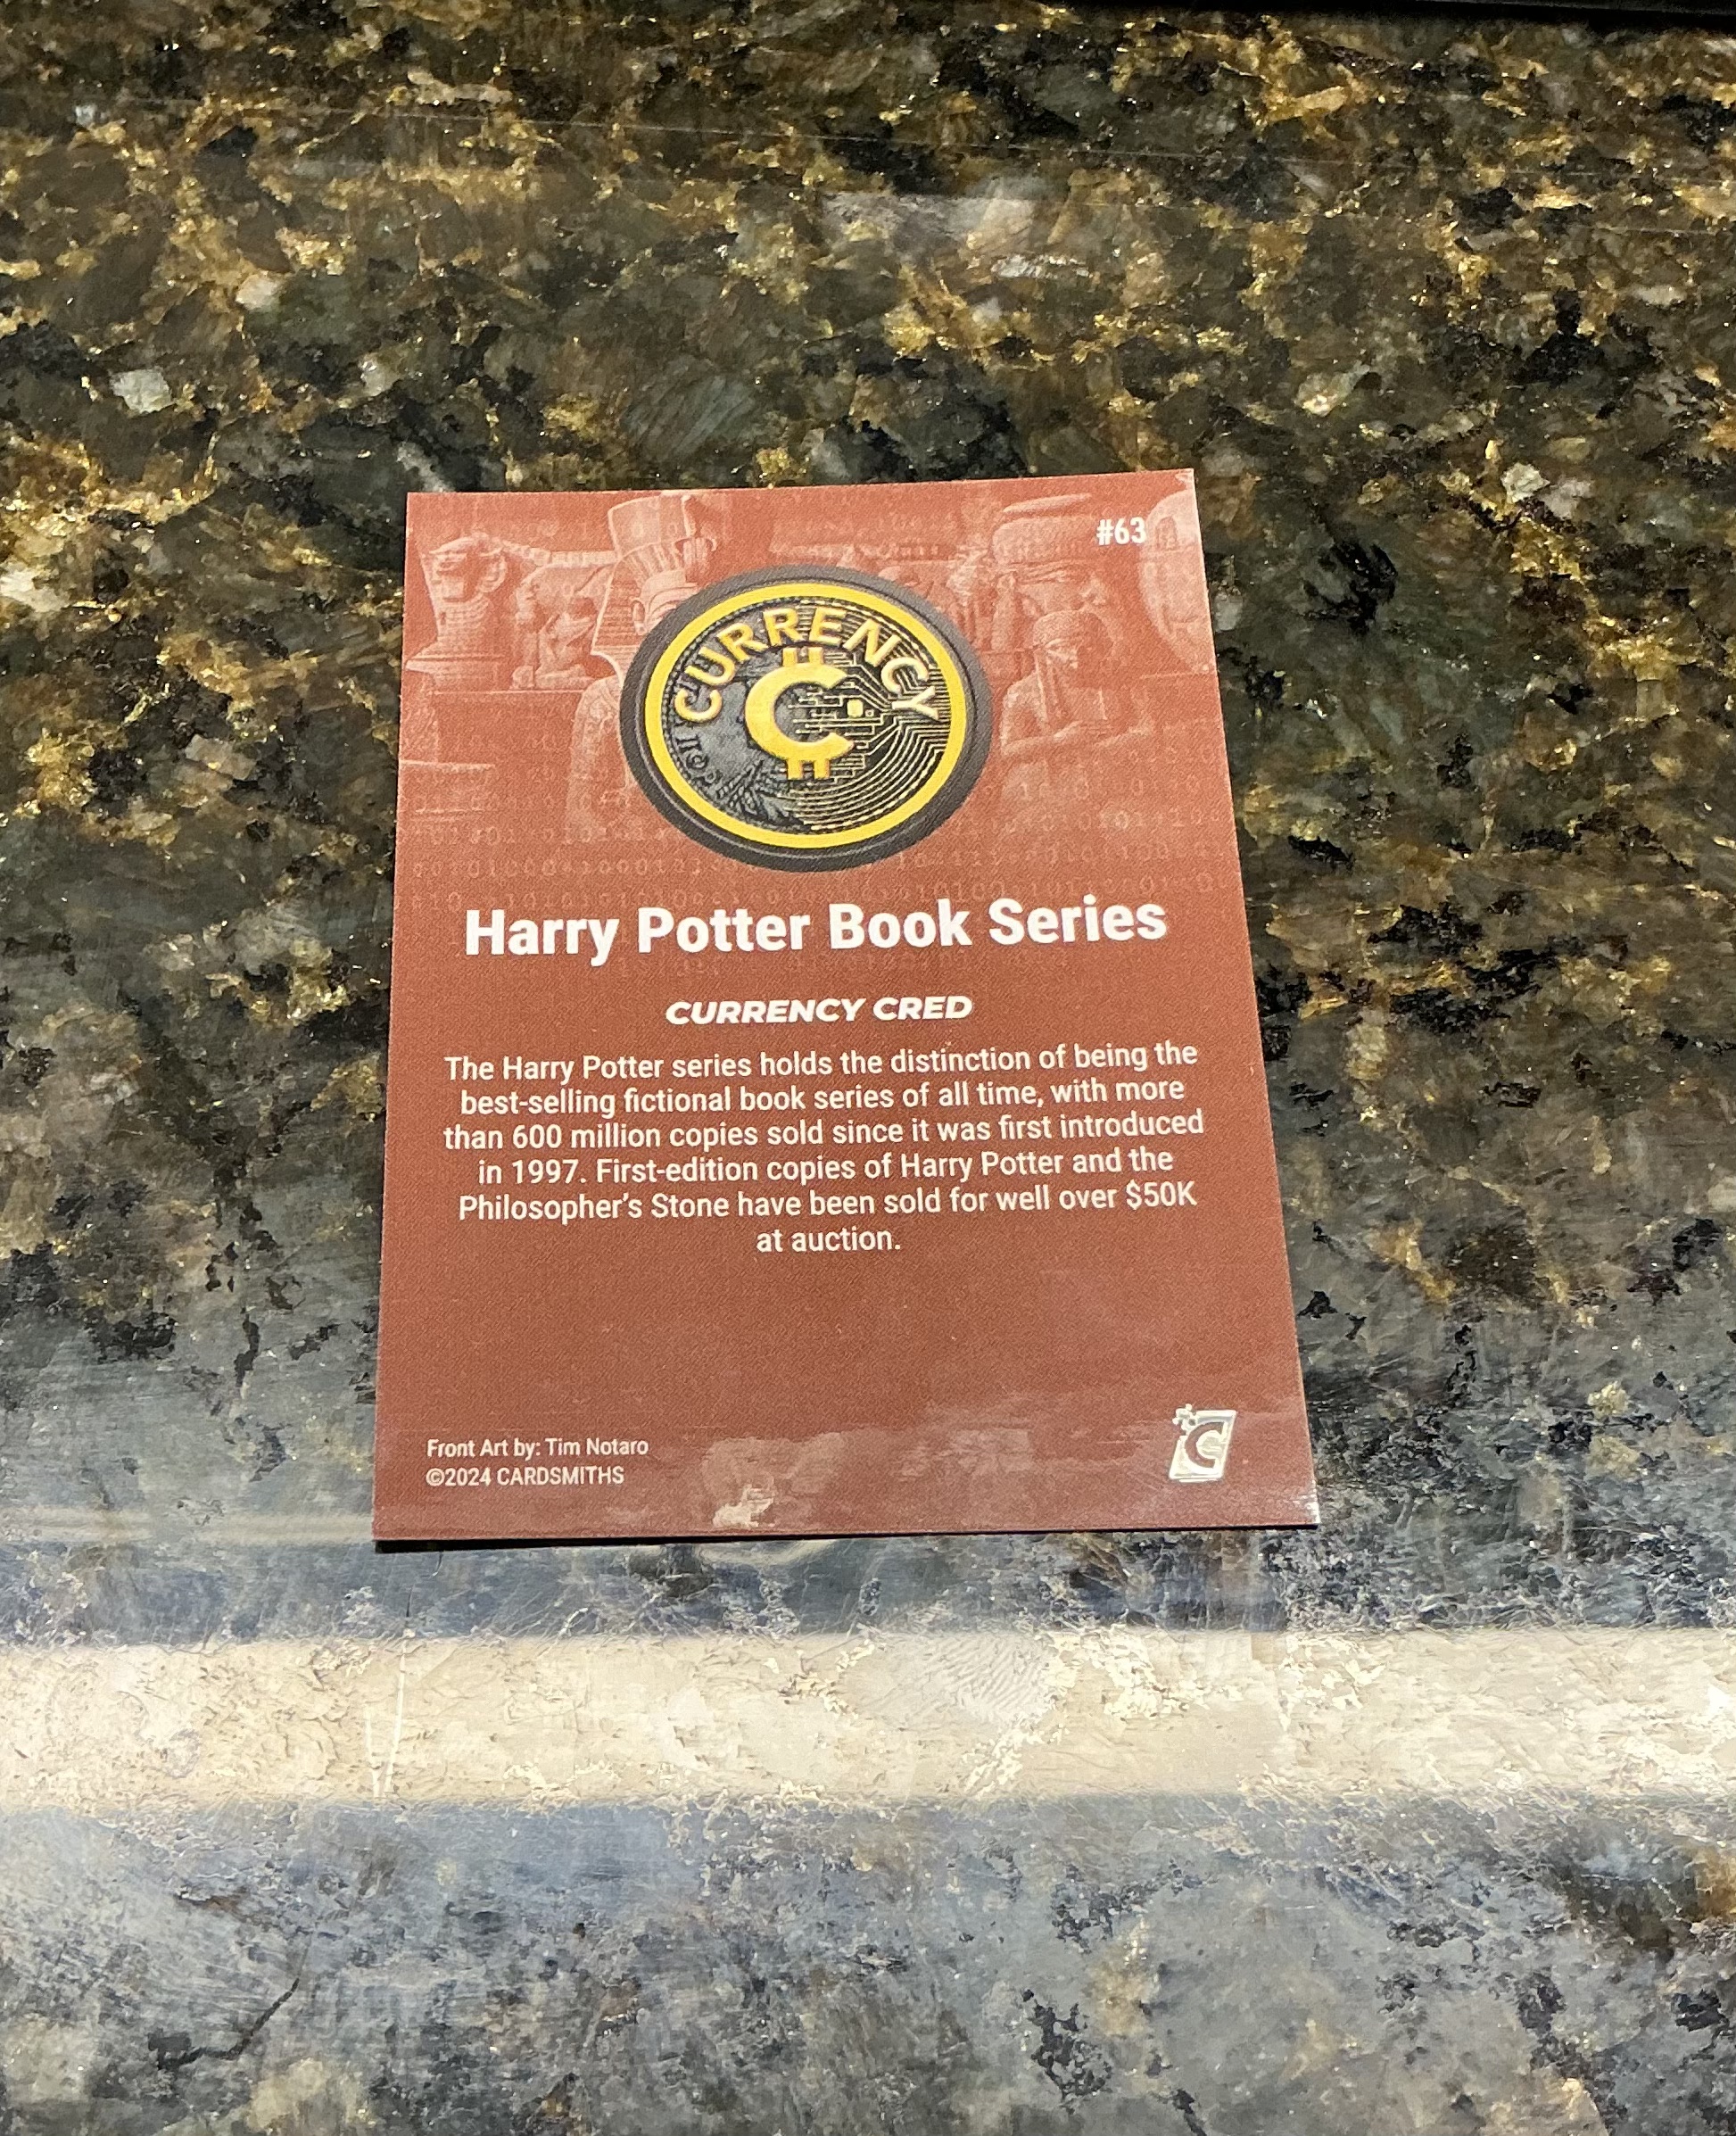 #63
CURRENCY
Harry Potter Book Series
CURRENCY CRED
The Harry Potter series holds the distinction of being the
best-selling fictional book series of all time, with more
than 600 million copies sold since it was first introduced
in 1997. First-edition copies of Harry Potter and the
Philosopher's Stone have been sold for well over $50K
at auction.
Front Art by: Tim Notaro
©2024 CARDSMITHS